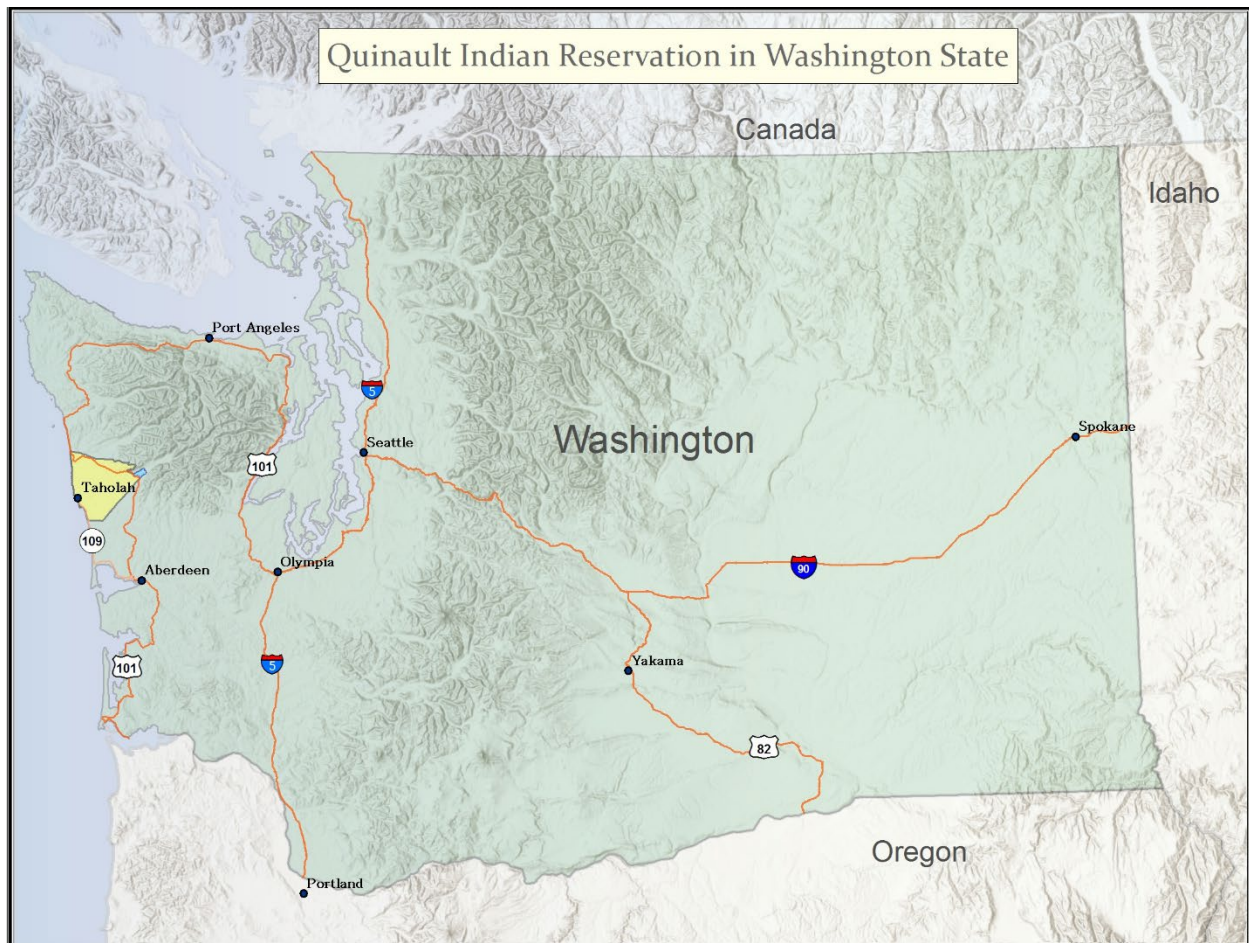 Quinault Indian Reservation in Washington State
Canada
Idaho
Port Angeles
5
Washington
Spokane
Seattle
101
Taholah
109
Olympia
Aberdeen
90
5
101
Yakama
82
Oregon
Portland